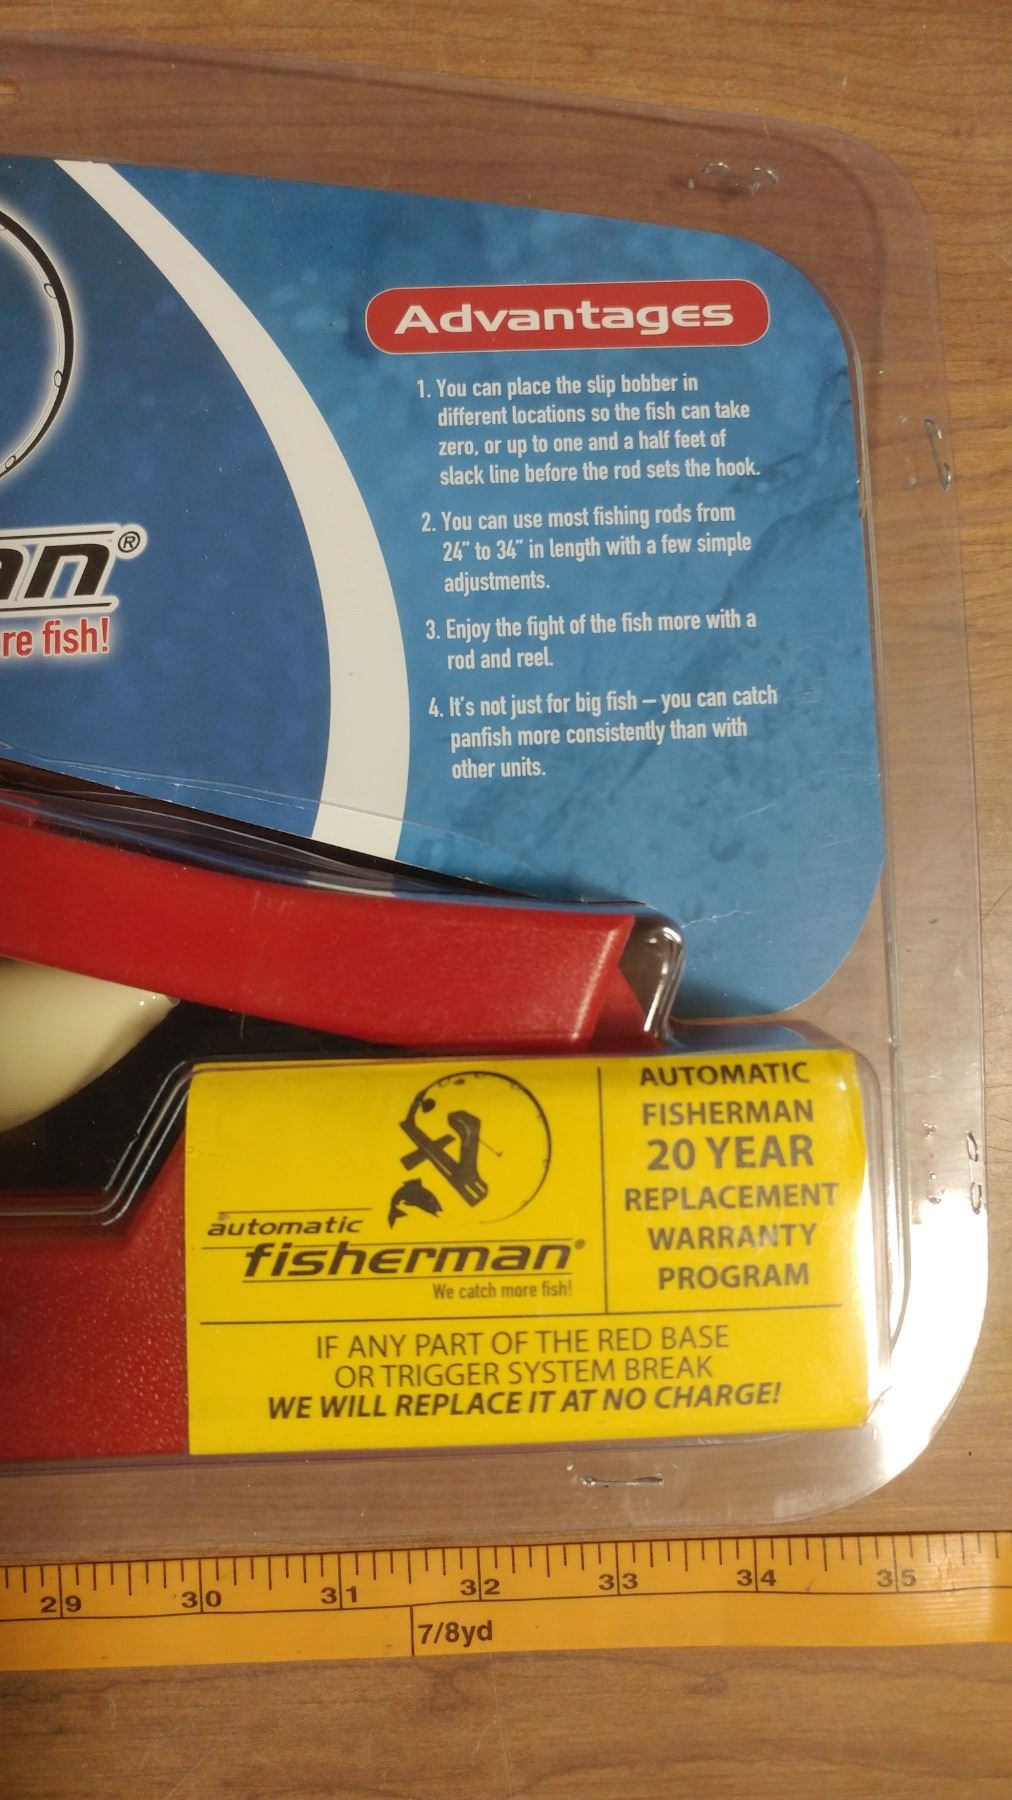 Advantages
1. You can place the slip bobber in
different locations so the fish can take
zero, or up to one and a half feet of
slack line before the rod sets the hook.
2. You can use most fishing rods from
24" to 34" in length with a few simple
adjustments.
3. Enjoy the fight of the fish more with a
rod and reel.
4. It's not just for big fish – you can catch
panfish more consistently than with
other units.
an®
re fish!
automatic
fisherman®
We catch more fish!
AUTOMATIC
FISHERMAN
20 YEAR
REPLACEMENT
WARRANTY
PROGRAM
IF ANY PART OF THE RED BASE
OR TRIGGER SYSTEM BREAK
WE WILL REPLACE IT AT NO CHARGE!
29 30 31 32 33 34 35
7/8yd